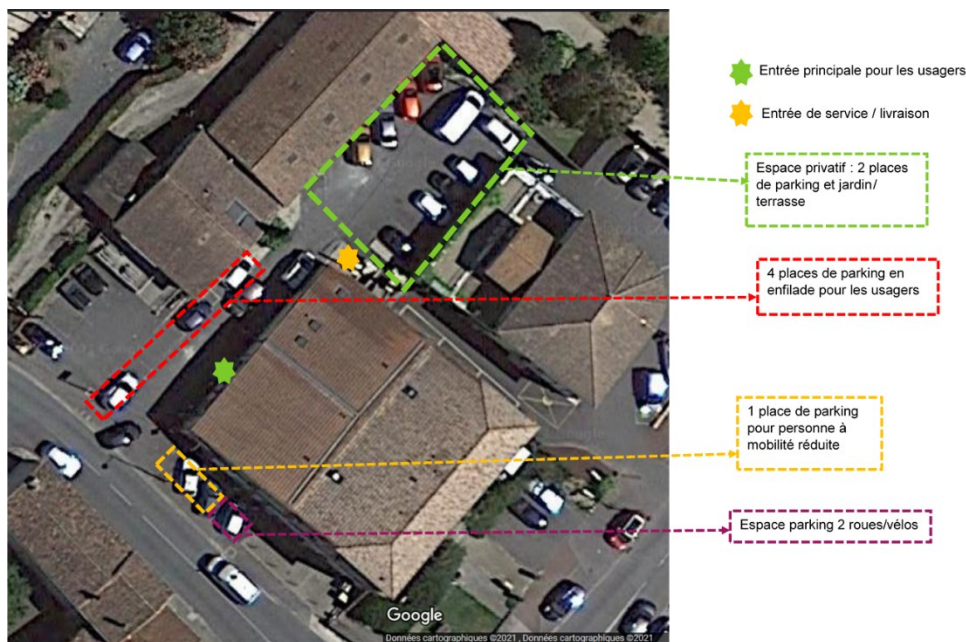 Entrée principale pour les usagers
Entrée de service / livraison
Espace privatif : 2 places
de parking et jardin/
terrasse
4 places de parking en
enfilade pour les usagers
1 place de parking
pour personne à
mobilité réduite
Espace parking 2 roues/vélos
Google
Données cartographiques ©2021 , Données cartographiques ©2021